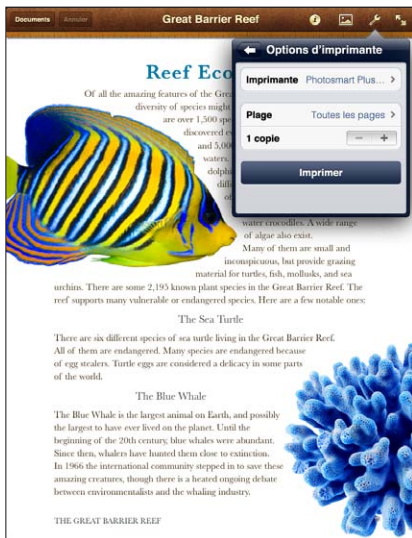 Documents Annuler Great Barrier Reef
Options d'imprimante
Imprimante Photosmart Plus...
Plage Toutes les pages
1 copie
Imprimer
Reef Eco
Of all the amazing features of the Grea
diversity of species might
are over 1,500 spe
discovered
and 5,00
waters.
dolph
diff
of
water crocodiles. A wide range
of algae also exist.
Many of them are small and
inconspicuous, but provide grazing
material for turtles, fish, mollusks, and sea
urchins. There are some 2,195 known plant species in the Great Barrier Reef. The
reef supports many vulnerable or endangered species. Here are a few notable ones:
The Sea Turtle
There are six different species of sea turtle living in the Great Barrier Reef.
All of them are endangered. Many species are endangered because
of egg stealers. Turtle eggs are considered a delicacy in some parts
of the world.
The Blue Whale
The Blue Whale is the largest animal on Earth, and possibly
the largest to have ever lived on the planet. Until the
beginning of the 20th century, blue whales were abundant.
Since then, whalers have hunted them close to extinction.
In 1966 the international community stepped in to save these
amazing creatures, though there is a heated ongoing debate
between environmentalists and the whaling industry.
THE GREAT BARRIER REEF